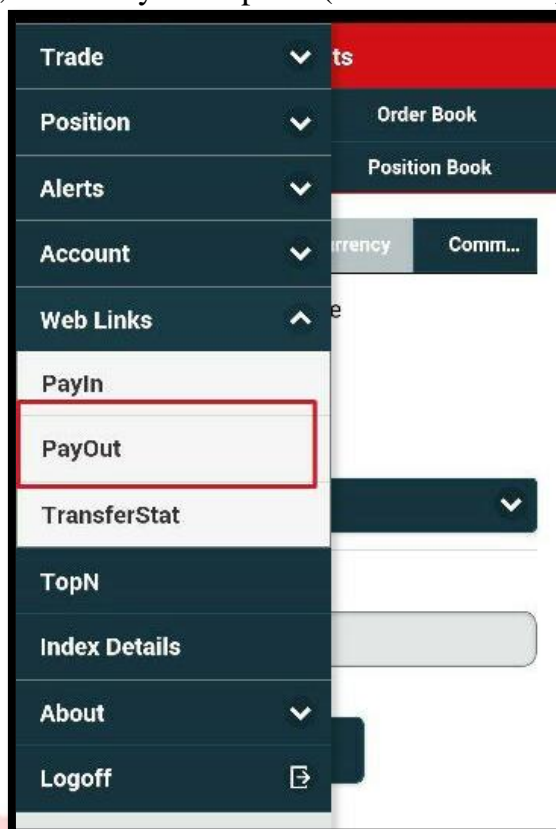 Trade
ts
Position
Order Book
Position Book
Alerts
Account
rrency
Comm...
Web Links
e
PayIn
PayOut
TransferStat
TopN
Index Details
About
Logoff